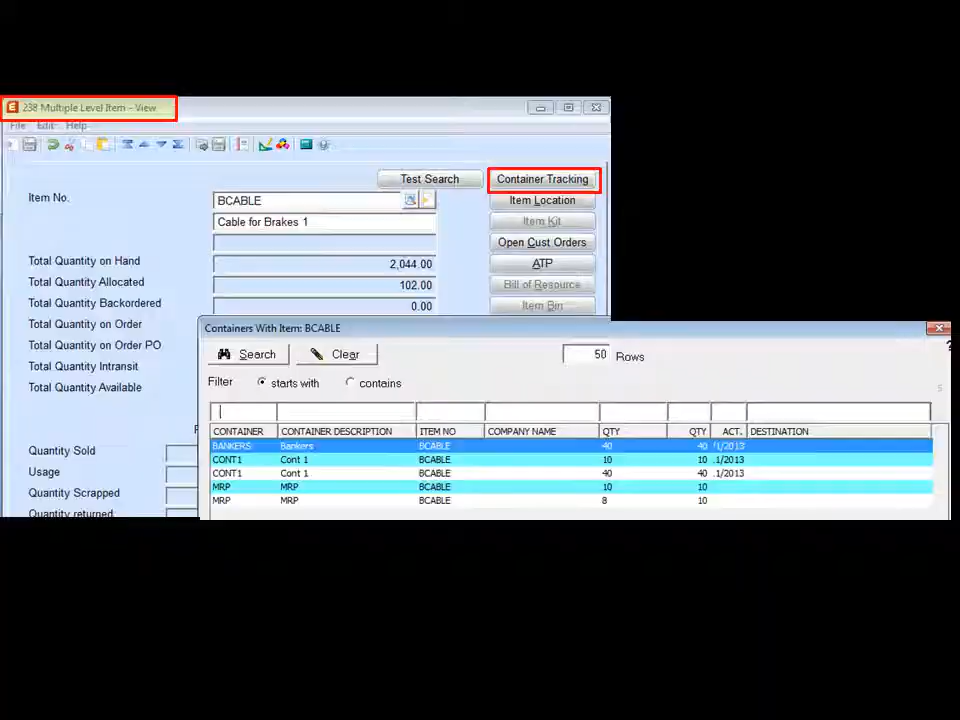 238 Multiple Level Item - View
File Edit Help
Test Search Container Tracking
Item No. BCABLE Item Location
Cable for Brakes 1 Item Kit
Open Cust Orders
Total Quantity on Hand 2,044.00 ATP
Total Quantity Allocated 102.00 Bill of Resource
Total Quantity Backordered 0.00 Item Bin
Total Quantity on Order
Total Quantity on Order PO
Total Quantity Intransit
Total Quantity Available
Quantity Sold
Usage
Quantity Scrapped
Quantity returned
Containers With Item: BCABLE
Search Clear 50 Rows
Filter starts with contains
CONTAINER CONTAINER DESCRIPTION ITEM NO COMPANY NAME QTY QTY ACT. DESTINATION
BANKERS Bankers BCABLE 40 40 /1/2013
CONT1 Cont 1 BCABLE 10 10 .1/2013
CONT1 Cont 1 BCABLE 40 40 .1/2013
MRP MRP BCABLE 10 10
MRP MRP BCABLE 8 10